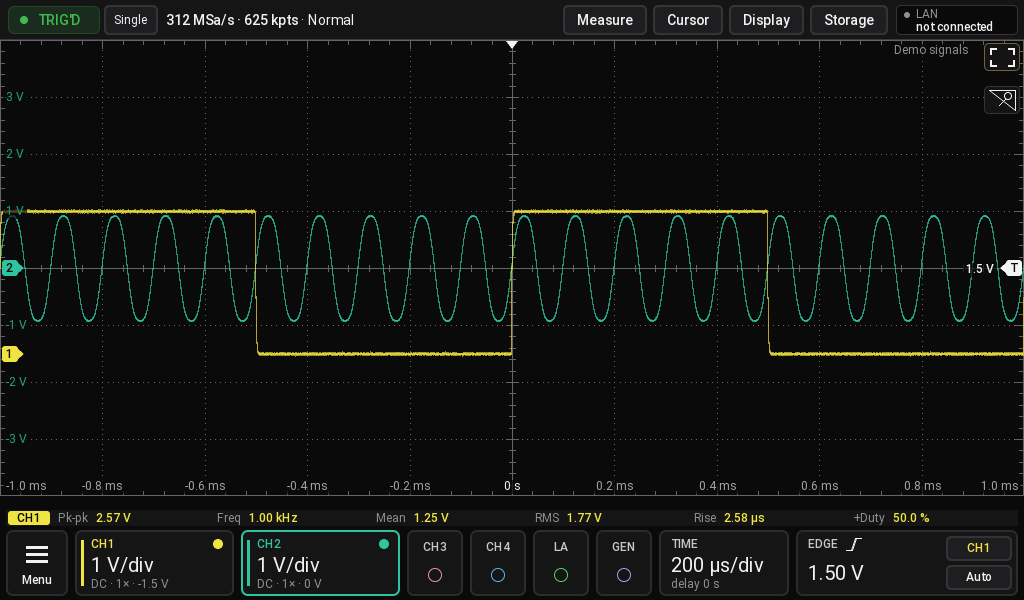 TRIG'D
Single
312 MSa/s · 625 kpts · Normal
Measure
Cursor
Display
Storage
LAN
not connected
Demo signals
3 V
2 V
1 V
2
1.5 V
T
-1 V
1
-2 V
-3 V
-1.0 ms
-0.8 ms
-0.6 ms
-0.4 ms
-0.2 ms
0 s
0.2 ms
0.4 ms
0.6 ms
0.8 ms
1.0 ms
CH1 Pk-pk 2.57 V Freq 1.00 kHz Mean 1.25 V RMS 1.77 V Rise 2.58 µs +Duty 50.0 %
Menu
CH1
1 V/div
DC · 1× · -1.5 V
CH2
1 V/div
DC · 1× · 0 V
CH3
CH4
LA
GEN
TIME
200 µs/div
delay 0 s
EDGE
1.50 V
CH1
Auto